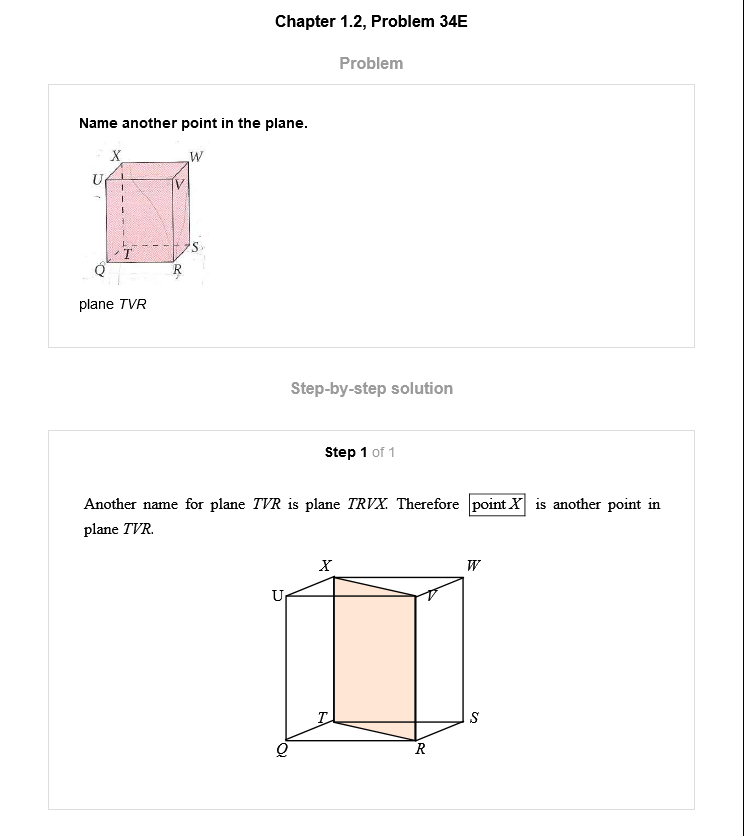 Chapter 1.2, Problem 34E
Problem
Name another point in the plane.
X
W
U
V
T
S
Q
R
plane TVR
Step-by-step solution
Step 1 of 1
Another name for plane TVR is plane TRVX. Therefore point X is another point in
plane TVR.
X
W
U
V
T
S
Q
R